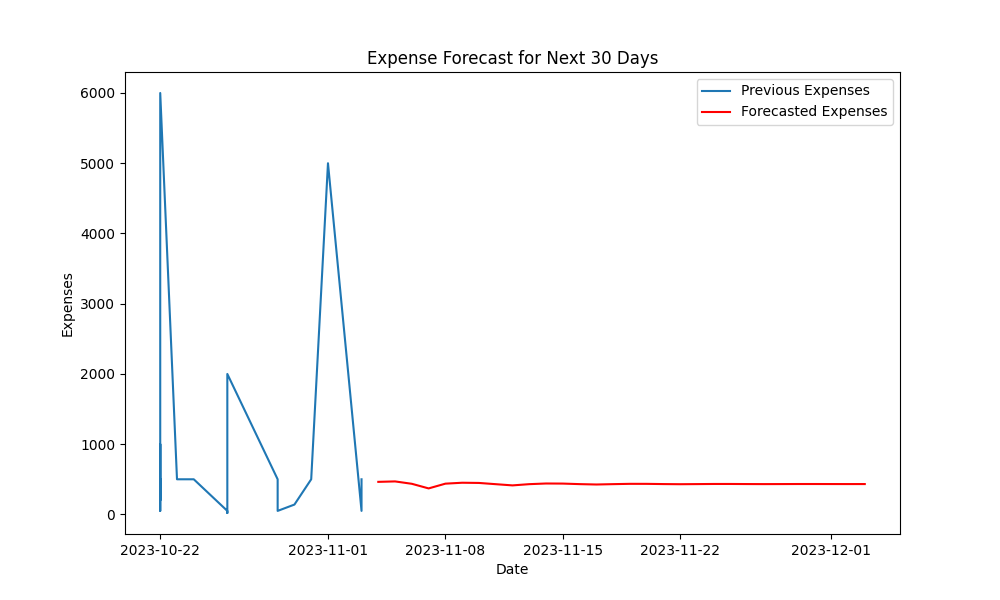 Expense Forecast for Next 30 Days
Previous Expenses
Forecasted Expenses
6000
5000
4000
3000
2000
1000
0
Expenses
2023-10-22
2023-11-01
2023-11-08
2023-11-15
2023-11-22
2023-12-01
Date